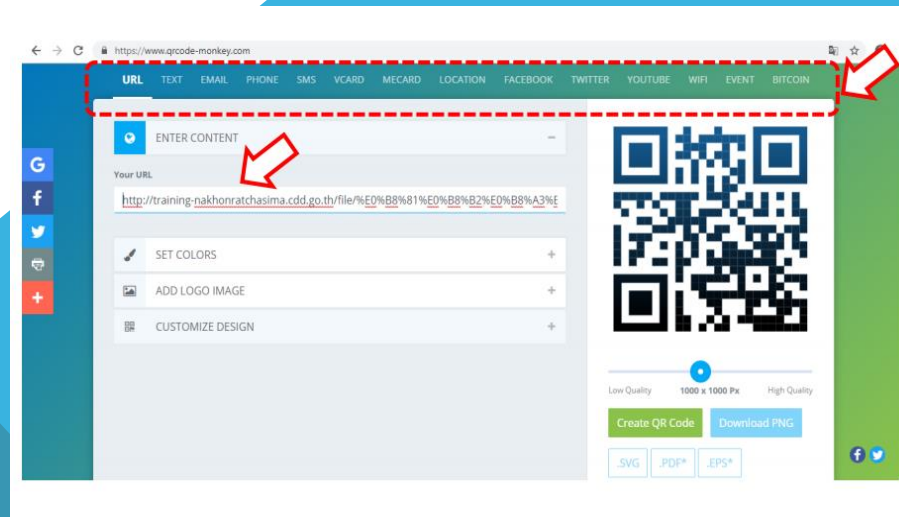 https://www.qrcode-monkey.com
URL TEXT EMAIL PHONE SMS VCARD MECARD LOCATION FACEBOOK TWITTER YOUTUBE WIFI EVENT BITCOIN
ENTER CONTENT
Your URL
http://training-nakhonratchasima.cdd.go.th/file/%E0%B8%81%E0%B8%B2%E0%B8%A3%E
SET COLORS
ADD LOGO IMAGE
CUSTOMIZE DESIGN
Low Quality 1000 x 1000 Px High Quality
Create QR Code Download PNG
.SVG .PDF* .EPS*